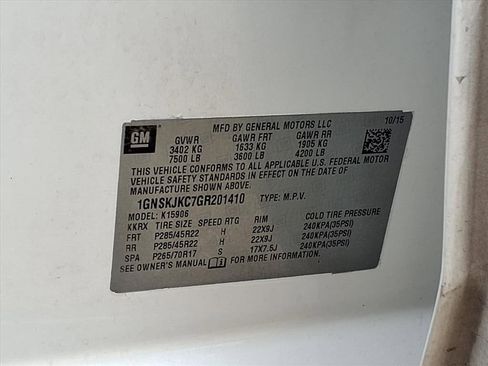 GM
MFD BY GENERAL MOTORS LLC 10/15
GVWR GAWR FRT GAWR RR
3402 KG 1633 KG 1905 KG
7500 LB 3600 LB 4200 LB
THIS VEHICLE CONFORMS TO ALL APPLICABLE U.S. FEDERAL MOTOR
VEHICLE SAFETY STANDARDS IN EFFECT ON THE DATE OF
MANUFACTURE SHOWN ABOVE.
1GNSKJKC7GR201410 TYPE: M.P.V.
MODEL: K15906
KKRX TIRE SIZE SPEED RTG RIM COLD TIRE PRESSURE
FRT P285/45R22 H 22X9J 240KPA(35PSI)
RR P285/45R22 H 22X9J 240KPA(35PSI)
SPA P265/70R17 S 17X7.5J 240KPA(35PSI)
SEE OWNER'S MANUAL FOR MORE INFORMATION.